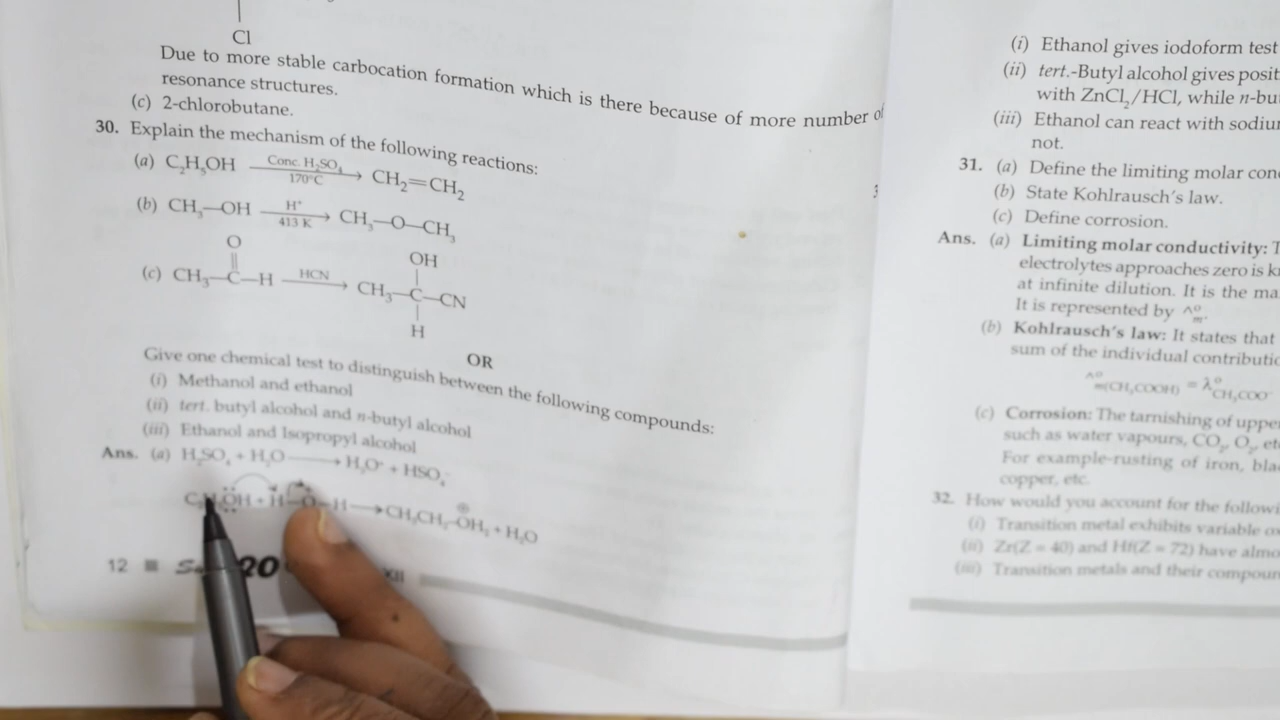 Cl
Due to more stable carbocation formation which is there because of more number of
resonance structures.
(c) 2-chlorobutane.
30. Explain the mechanism of the following reactions:
(a) C₂H₅OH —Conc. H₂SO₄ / 170°C→ CH₂=CH₂
(b) CH₃—OH —H⁺ / 413 K→ CH₃—O—CH₃
O OH
(c) CH₃—C—H —HCN→ CH₃—C—CN
H
OR
Give one chemical test to distinguish between the following compounds:
(i) Methanol and ethanol
(ii) tert. butyl alcohol and n-butyl alcohol
(iii) Ethanol and Isopropyl alcohol
Ans. (a) H₂SO₄ + H₂O ⟶ H₃O⁺ + HSO₄⁻
ÖH + H—O—H ⟶ CH₃CH₂—OH₂ + H₂O
12 ■ 20 XII
(i) Ethanol gives iodoform test
(ii) tert.-Butyl alcohol gives posit
with ZnCl₂/HCl, while n-bu
(iii) Ethanol can react with sodiu
not.
31. (a) Define the limiting molar con
(b) State Kohlrausch's law.
(c) Define corrosion.
Ans. (a) Limiting molar conductivity: T
electrolytes approaches zero is k
at infinite dilution. It is the ma
It is represented by Λ°m.
(b) Kohlrausch's law: It states that
sum of the individual contributi
Λ°m(CH₃COOH) = λ°CH₃COO
(c) Corrosion: The tarnishing of upper
such as water vapours, CO₂, O₂, et
For example-rusting of iron, bla
copper, etc.
32. How would you account for the followi
(i) Transition metal exhibits variable o
(ii) Zr(Z = 40) and Hf(Z = 72) have almo
(iii) Transition metals and their compoun